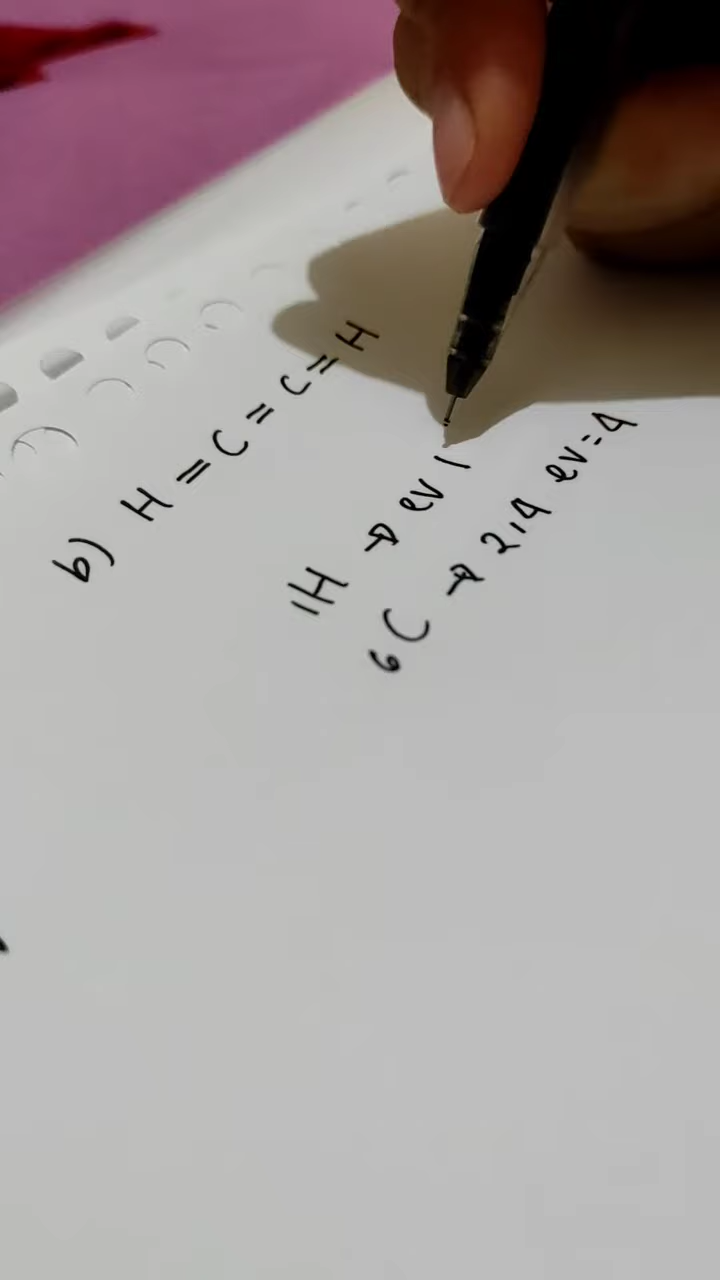 b) H = C = C = H
1H → ev 1
6C → 2,4 ev = 4